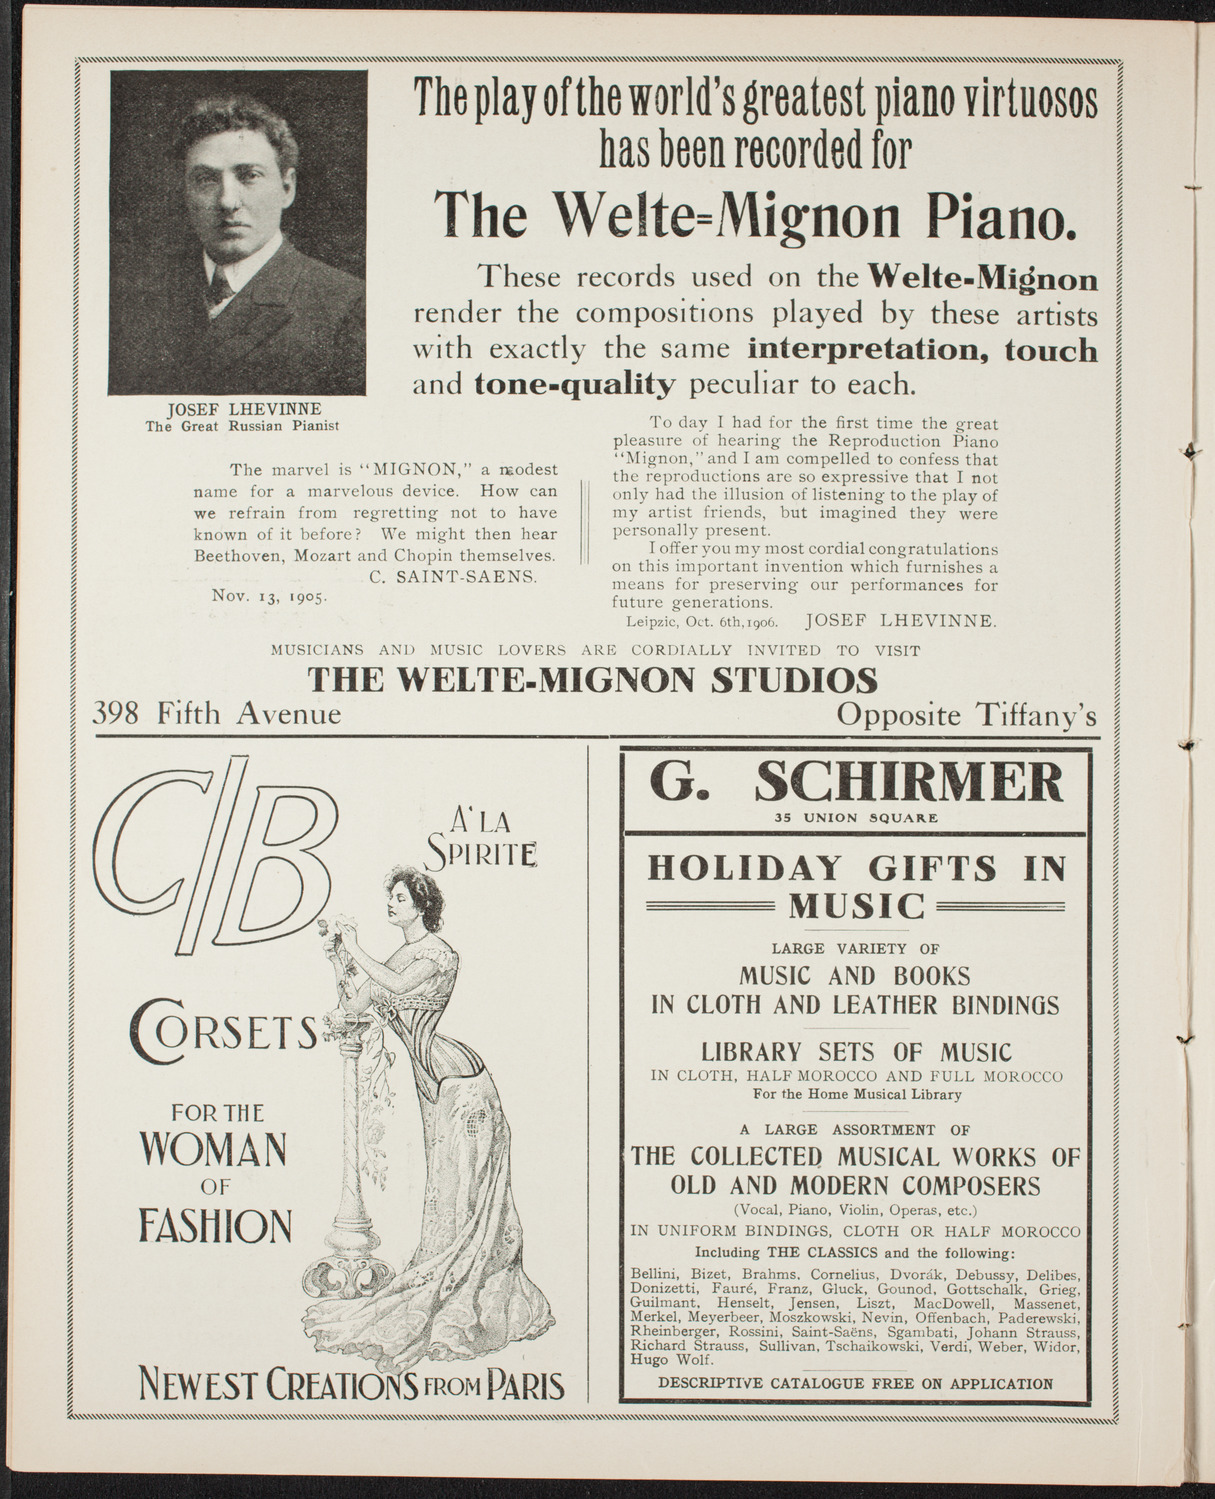 The play of the world's greatest piano virtuosos
has been recorded for
The Welte=Mignon Piano.
These records used on the Welte-Mignon
render the compositions played by these artists
with exactly the same interpretation, touch
and tone-quality peculiar to each.
JOSEF LHEVINNE
The Great Russian Pianist
The marvel is "MIGNON," a modest
name for a marvelous device. How can
we refrain from regretting not to have
known of it before? We might then hear
Beethoven, Mozart and Chopin themselves.
C. SAINT-SAENS.
Nov. 13, 1905.
To day I had for the first time the great
pleasure of hearing the Reproduction Piano
"Mignon," and I am compelled to confess that
the reproductions are so expressive that I not
only had the illusion of listening to the play of
my artist friends, but imagined they were
personally present.
I offer you my most cordial congratulations
on this important invention which furnishes a
means for preserving our performances for
future generations.
Leipzic, Oct. 6th, 1906. JOSEF LHEVINNE.
MUSICIANS AND MUSIC LOVERS ARE CORDIALLY INVITED TO VISIT
THE WELTE-MIGNON STUDIOS
398 Fifth Avenue Opposite Tiffany's
C/B
A' LA
SPIRITE
CORSETS
FOR THE
WOMAN
OF
FASHION
NEWEST CREATIONS FROM PARIS
G. SCHIRMER
35 UNION SQUARE
HOLIDAY GIFTS IN
MUSIC
LARGE VARIETY OF
MUSIC AND BOOKS
IN CLOTH AND LEATHER BINDINGS
LIBRARY SETS OF MUSIC
IN CLOTH, HALF MOROCCO AND FULL MOROCCO
For the Home Musical Library
A LARGE ASSORTMENT OF
THE COLLECTED MUSICAL WORKS OF
OLD AND MODERN COMPOSERS
(Vocal, Piano, Violin, Operas, etc.)
IN UNIFORM BINDINGS, CLOTH OR HALF MOROCCO
Including THE CLASSICS and the following:
Bellini, Bizet, Brahms, Cornelius, Dvorák, Debussy, Delibes,
Donizetti, Fauré, Franz, Gluck, Gounod, Gottschalk, Grieg,
Guilmant, Henselt, Jensen, Liszt, MacDowell, Massenet,
Merkel, Meyerbeer, Moszkowski, Nevin, Offenbach, Paderewski,
Rheinberger, Rossini, Saint-Saëns, Sgambati, Johann Strauss,
Richard Strauss, Sullivan, Tschaikowski, Verdi, Weber, Widor,
Hugo Wolf.
DESCRIPTIVE CATALOGUE FREE ON APPLICATION